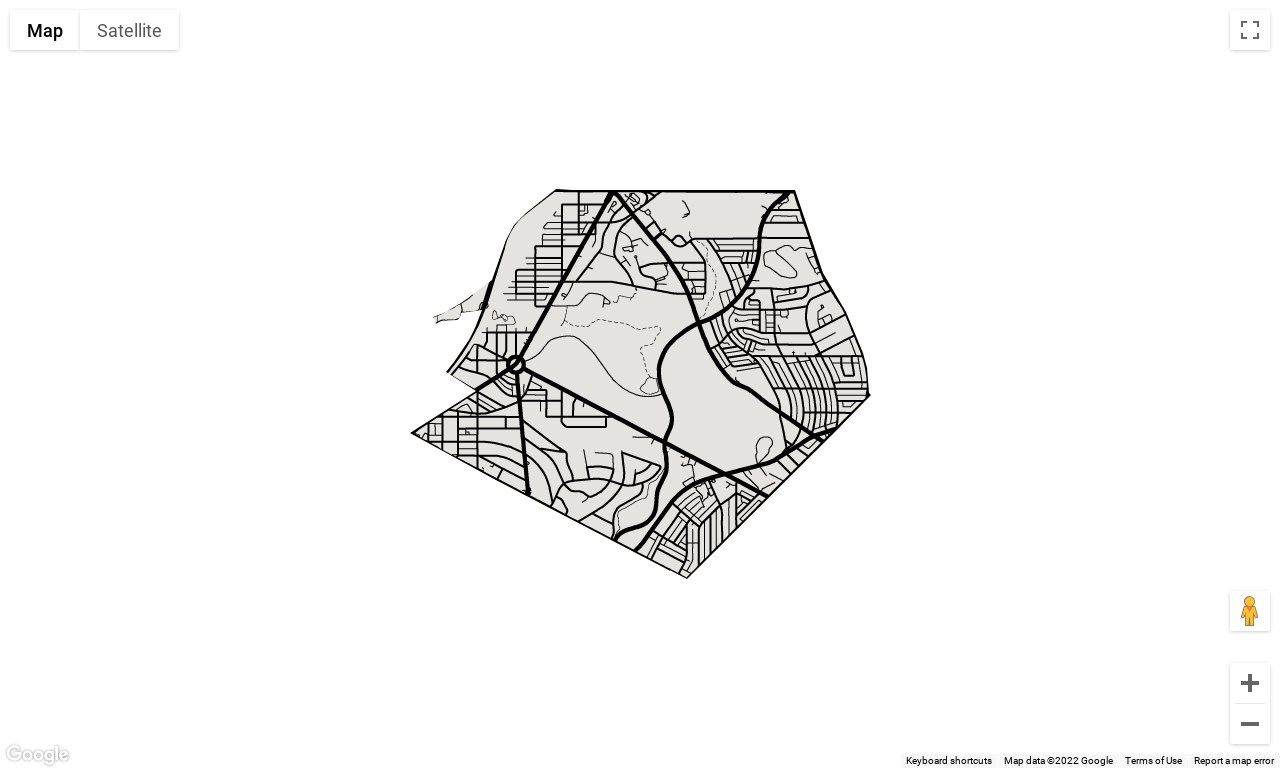 Map Satellite
Google
Keyboard shortcuts Map data ©2022 Google Terms of Use Report a map error